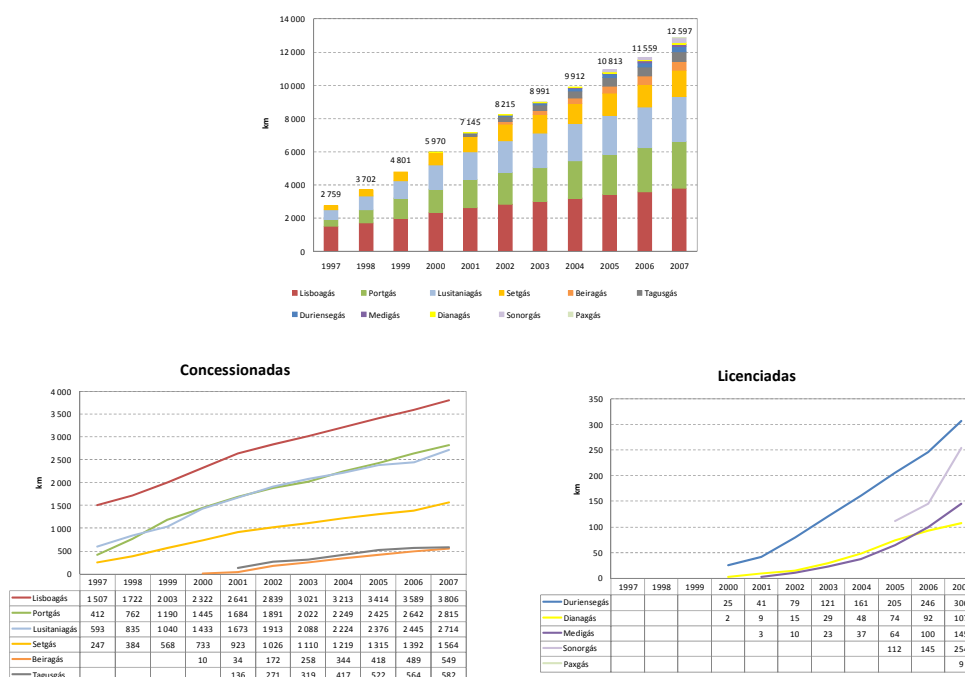 14 000
12 000
10 000
8 000
6 000
4 000
2 000
0
km
2 759
3 702
4 801
5 970
7 145
8 215
8 991
9 912
10 813
11 559
12 597
1997 1998 1999 2000 2001 2002 2003 2004 2005 2006 2007
Lisboagás Portgás Lusitaniagás Setgás Beiragás Tagusgás
Duriensegás Medigás Dianagás Sonorgás Paxgás
Concessionadas
4 000
3 500
3 000
2 500
2 000
1 500
1 000
500
0
km
1997 1998 1999 2000 2001 2002 2003 2004 2005 2006 2007
Lisboagás 1 507 1 722 2 003 2 322 2 641 2 839 3 021 3 213 3 414 3 589 3 806
Portgás 412 762 1 190 1 445 1 684 1 891 2 022 2 249 2 425 2 642 2 815
Lusitaniagás 593 835 1 040 1 433 1 673 1 913 2 088 2 224 2 376 2 445 2 714
Setgás 247 384 568 733 923 1 026 1 110 1 219 1 315 1 392 1 564
Beiragás 10 34 172 258 344 418 489 549
Tagusgás 136 271 319 417 522 564 582
Licenciadas
350
300
250
200
150
100
50
0
km
1997 1998 1999 2000 2001 2002 2003 2004 2005 2006
Duriensegás 25 41 79 121 161 205 246
Dianagás 2 9 15 29 48 74 92
Medigás 3 10 23 37 64 100
Sonorgás 112 145
Paxgás 9